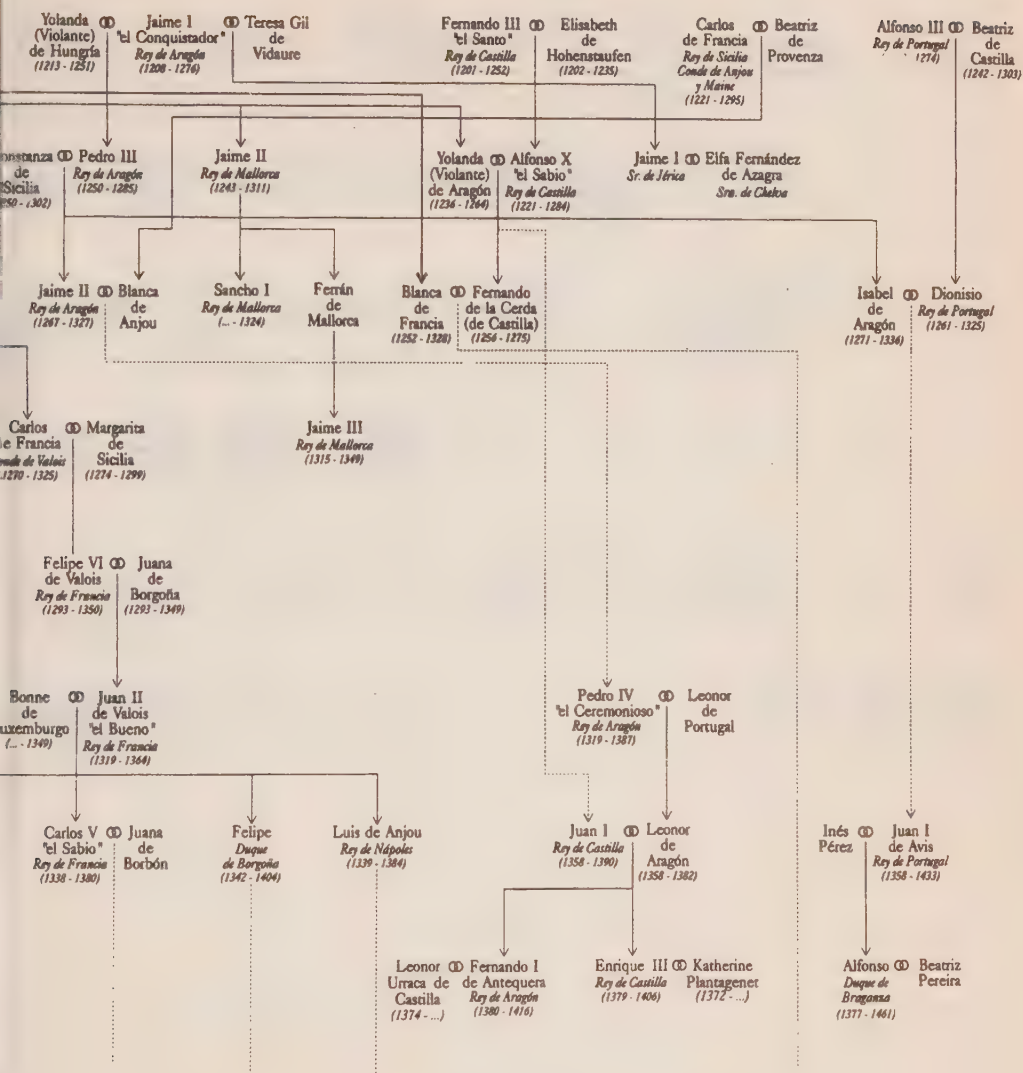 Yolanda
(Violante)
de Hungría
(1213 - 1251)
Jaime I
"el Conquistador"
Rey de Aragón
(1208 - 1276)
Teresa Gil
de
Vidaure
Fernando III
"el Santo"
Rey de Castilla
(1201 - 1252)
Elisabeth
de
Hohenstaufen
(1202 - 1235)
Carlos
de Francia
Rey de Sicilia
Conde de Anjou
y Maine
(1221 - 1295)
Beatriz
de
Provenza
Alfonso III
Rey de Portugal
1274)
Beatriz
de
Castilla
(1242 - 1303)
onstanza
de
Sicilia
250 - 1302)
Pedro III
Rey de Aragón
(1250 - 1285)
Jaime II
Rey de Mallorca
(1243 - 1311)
Yolanda
(Violante)
de Aragón
(1236 - 1264)
Alfonso X
"el Sabio"
Rey de Castilla
(1221 - 1284)
Jaime I
Sr. de Jérica
Elfa Fernández
de Azagra
Sra. de Chelva
Jaime II
Rey de Aragón
(1267 - 1327)
Blanca
de
Anjou
Sancho I
Rey de Mallorca
(... - 1324)
Ferrán
de
Mallorca
Blanca
de
Francia
(1252 - 1328)
Fernando
de la Cerda
(de Castilla)
(1256 - 1275)
Isabel
de
Aragón
(1271 - 1336)
Dionisio
Rey de Portugal
(1261 - 1325)
Carlos
e Francia
onde de Valois
1270 - 1325)
Margarita
de
Sicilia
(1274 - 1299)
Jaime III
Rey de Mallorca
(1315 - 1349)
Felipe VI
de Valois
Rey de Francia
(1293 - 1350)
Juana
de
Borgoña
(1293 - 1349)
Bonne
de
uxemburgo
(... - 1349)
Juan II
de Valois
"el Bueno"
Rey de Francia
(1319 - 1364)
Pedro IV
"el Ceremonioso"
Rey de Aragón
(1319 - 1387)
Leonor
de
Portugal
Carlos V
"el Sabio"
Rey de Francia
(1338 - 1380)
Juana
de
Borbón
Felipe
Duque
de Borgoña
(1342 - 1404)
Luis de Anjou
Rey de Nápoles
(1339 - 1384)
Juan I
Rey de Castilla
(1358 - 1390)
Leonor
de
Aragón
(1358 - 1382)
Inés
Pérez
Juan I
de Avis
Rey de Portugal
(1358 - 1433)
Leonor
Urraca de
Castilla
(1374 - ...)
Fernando I
de Antequera
Rey de Aragón
(1380 - 1416)
Enrique III
Rey de Castilla
(1379 - 1406)
Katherine
Plantagenet
(1372 - ...)
Alfonso
Duque de
Braganza
(1377 - 1461)
Beatriz
Pereira